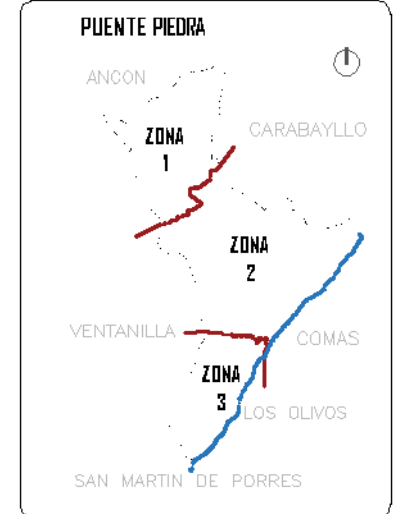 PUENTE PIEDRA
ANCON
CARABAYLLO
ZONA
1
ZONA
2
VENTANILLA
COMAS
ZONA
3
LOS OLIVOS
SAN MARTIN DE PORRES